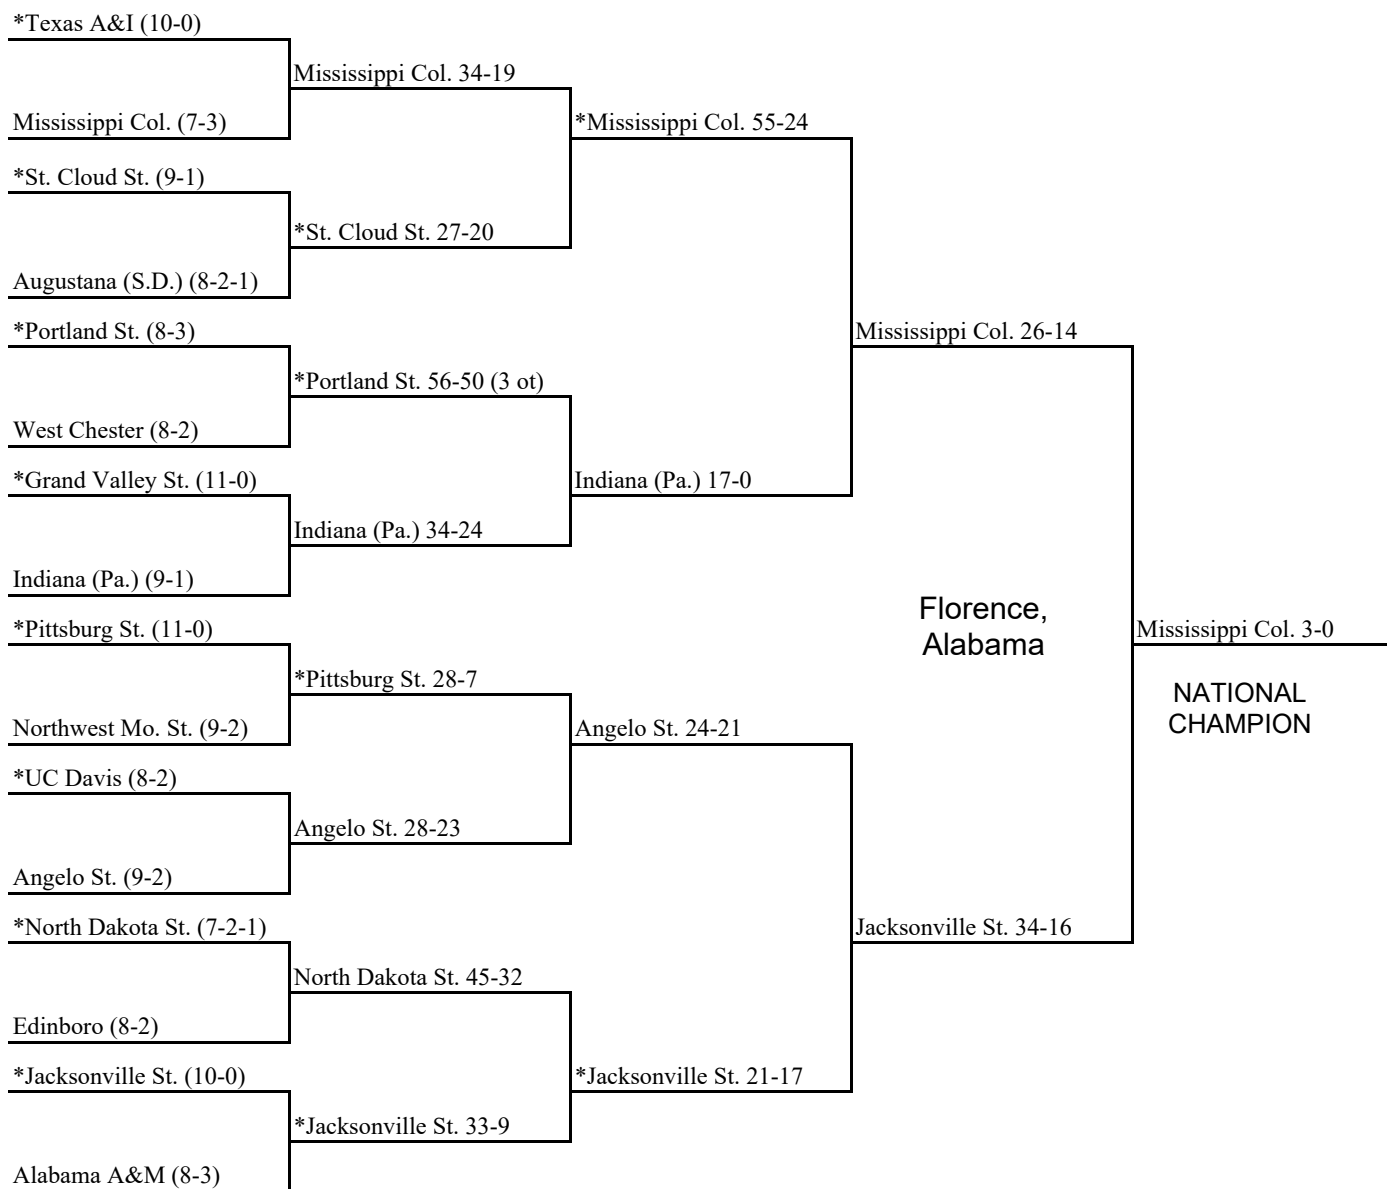 *Texas A&I (10-0)
Mississippi Col. 34-19
Mississippi Col. (7-3)
*Mississippi Col. 55-24
*St. Cloud St. (9-1)
*St. Cloud St. 27-20
Augustana (S.D.) (8-2-1)
*Portland St. (8-3)
Mississippi Col. 26-14
*Portland St. 56-50 (3 ot)
West Chester (8-2)
*Grand Valley St. (11-0)
Indiana (Pa.) 17-0
Indiana (Pa.) 34-24
Indiana (Pa.) (9-1)
Florence,
Alabama
*Pittsburg St. (11-0)
Mississippi Col. 3-0
*Pittsburg St. 28-7
NATIONAL
CHAMPION
Northwest Mo. St. (9-2)
Angelo St. 24-21
*UC Davis (8-2)
Angelo St. 28-23
Angelo St. (9-2)
*North Dakota St. (7-2-1)
Jacksonville St. 34-16
North Dakota St. 45-32
Edinboro (8-2)
*Jacksonville St. (10-0)
*Jacksonville St. 21-17
*Jacksonville St. 33-9
Alabama A&M (8-3)